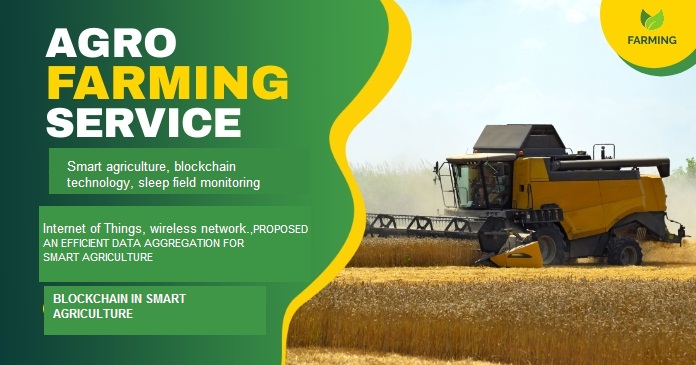 AGRO
FARMING
SERVICE
Smart agriculture, blockchain
technology, sleep field monitoring
Internet of Things, wireless network.,PROPOSED
AN EFFICIENT DATA AGGREGATION FOR
SMART AGRICULTURE
BLOCKCHAIN IN SMART
AGRICULTURE
FARMING